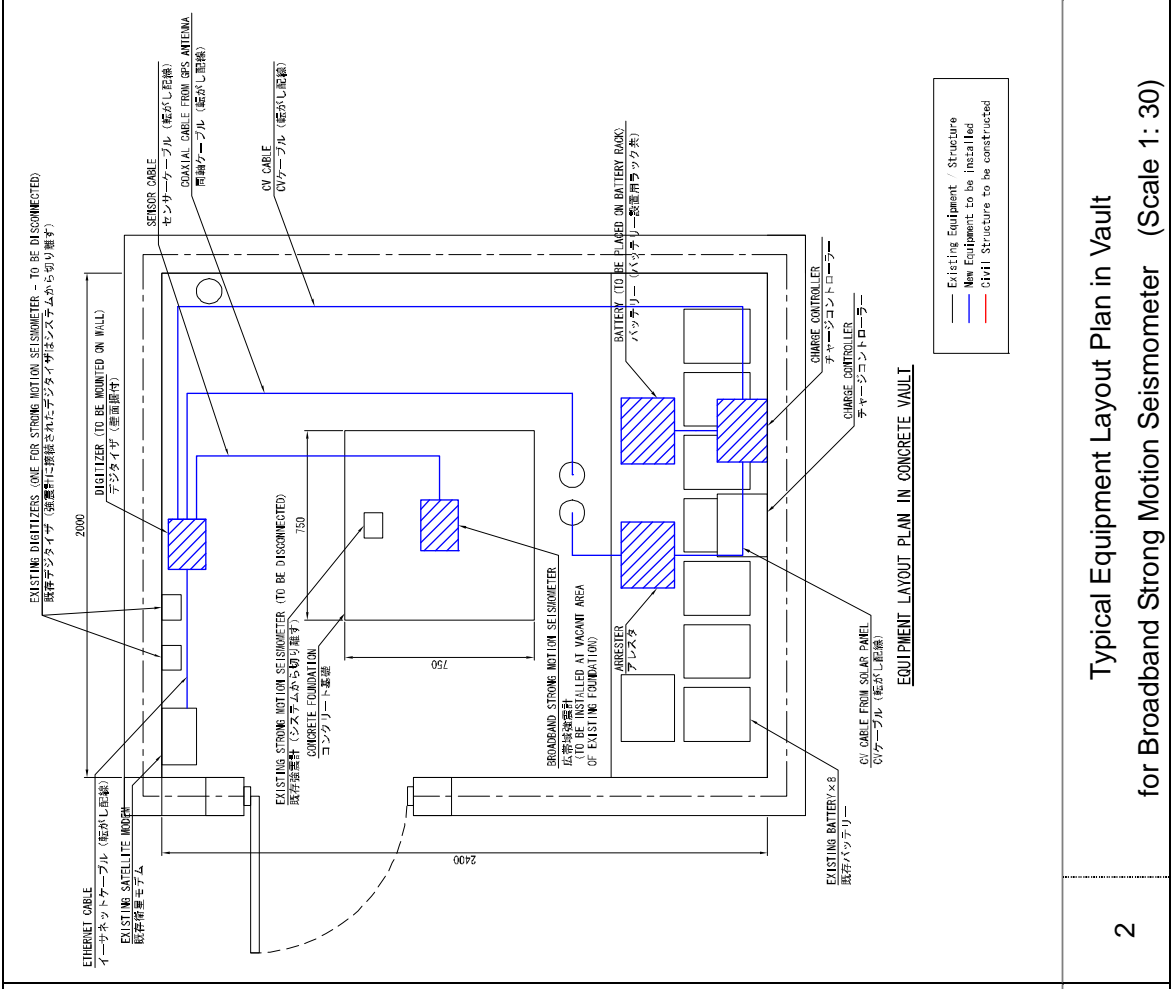 EXISTING DIGITIZERS (ONE FOR STRONG MOTION SEISMOMETER - TO BE DISCONNECTED)
既存デジタイザ (強震計に接続されたデジタイザはシステムから切り離す)
DIGITIZER (TO BE MOUNTED ON WALL)
デジタイザ (壁面据付)
2000
SENSOR CABLE
センサーケーブル (転がし配線)
COAXIAL CABLE FROM GPS ANTENNA
同軸ケーブル (転がし配線)
CV CABLE
CVケーブル (転がし配線)
ETHERNET CABLE
イーサネットケーブル (転がし配線)
EXISTING SATELLITE MODEM
既存衛星モデム
EXISTING STRONG MOTION SEISMOMETER (TO BE DISCONNECTED)
既存強震計 (システムから切り離す)
CONCRETE FOUNDATION
コンクリート基礎
750
750
BROADBAND STRONG MOTION SEISMOMETER
広帯域強震計
(TO BE INSTALLED AT VACANT AREA
OF EXISTING FOUNDATION)
2400
ARRESTER
アレスタ
BATTERY (TO BE PLACED ON BATTERY RACK)
バッテリー (バッテリー設置用ラック共)
CHARGE CONTROLLER
チャージコントローラー
CHARGE CONTROLLER
チャージコントローラー
EXISTING BATTERY×8
既存バッテリー
CV CABLE FROM SOLAR PANEL
CVケーブル (転がし配線)
EQUIPMENT LAYOUT PLAN IN CONCRETE VAULT
Existing Equipment / Structure
New Equipment to be installed
Civil Structure to be constructed
2
Typical Equipment Layout Plan in Vault
for Broadband Strong Motion Seismometer (Scale 1: 30)